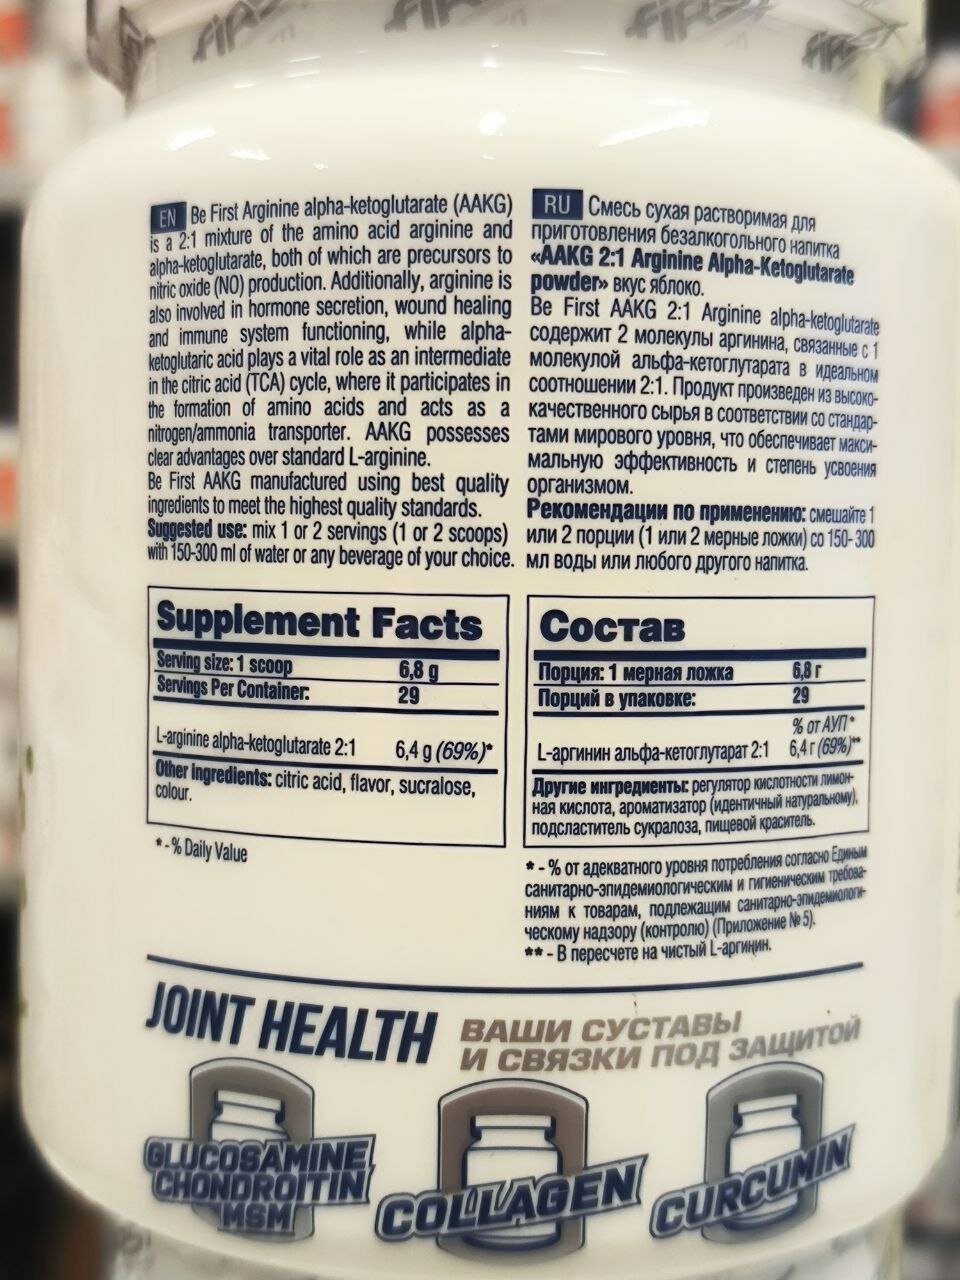 FIRST
FIRST
FIRST
FIRST
EN Be First Arginine alpha-ketoglutarate (AAKG)
is a 2:1 mixture of the amino acid arginine and
alpha-ketoglutarate, both of which are precursors to
nitric oxide (NO) production. Additionally, arginine is
also involved in hormone secretion, wound healing
and immune system functioning, while alpha-
ketoglutaric acid plays a vital role as an intermediate
in the citric acid (TCA) cycle, where it participates in
the formation of amino acids and acts as a
nitrogen/ammonia transporter. AAKG possesses
clear advantages over standard L-arginine.
Be First AAKG manufactured using best quality
ingredients to meet the highest quality standards.
Suggested use: mix 1 or 2 servings (1 or 2 scoops)
with 150-300 ml of water or any beverage of your choice.
RU Смесь сухая растворимая для
приготовления безалкогольного напитка
«AAKG 2:1 Arginine Alpha-Ketoglutarate
powder» вкус яблоко.
Be First AAKG 2:1 Arginine alpha-ketoglutarate
содержит 2 молекулы аргинина, связанные с 1
молекулой альфа-кетоглутарата в идеальном
соотношении 2:1. Продукт произведен из высоко-
качественного сырья в соответствии со стандар-
тами мирового уровня, что обеспечивает макси-
мальную эффективность и степень усвоения
организмом.
Рекомендации по применению: смешайте 1
или 2 порции (1 или 2 мерные ложки) со 150-300
мл воды или любого другого напитка.
Supplement Facts
Serving size: 1 scoop 6,8 g
Servings Per Container: 29
L-arginine alpha-ketoglutarate 2:1 6,4 g (69%)*
Other Ingredients: citric acid, flavor, sucralose,
colour.
* - % Daily Value
Состав
Порция: 1 мерная ложка 6,8 г
Порций в упаковке: 29
% от АУП*
L-аргинин альфа-кетоглутарат 2:1 6,4 г (69%)**
Другие ингредиенты: регулятор кислотности лимон-
ная кислота, ароматизатор (идентичный натуральному),
подсластитель сукралоза, пищевой краситель.
* - % от адекватного уровня потребления согласно Единым
санитарно-эпидемиологическим и гигиеническим требова-
ниям к товарам, подлежащим санитарно-эпидемиологи-
ческому надзору (контролю) (Приложение № 5).
** - В пересчете на чистый L-аргинин.
JOINT HEALTH
ВАШИ СУСТАВЫ
И СВЯЗКИ ПОД ЗАЩИТОЙ
GLUCOSAMINE
CHONDROITIN
MSM
COLLAGEN
CURCUMIN